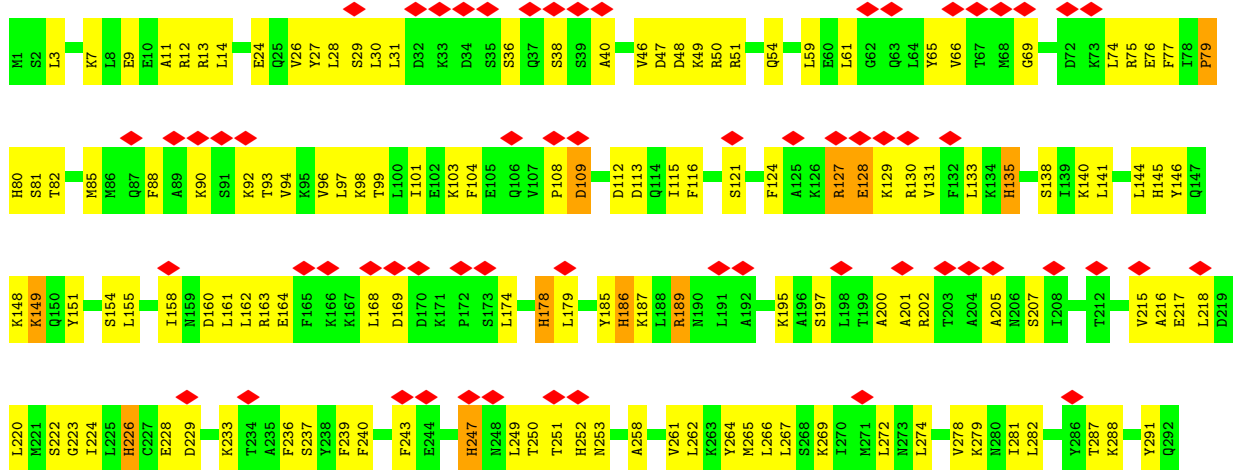 M1 S2 L3 K7 L8 E9 E10 A11 R12 R13 L14 E24 Q25 V26 Y27 L28 S29 L30 L31 D32 K33 D34 S35 S36 Q37 S38 S39 A40 V46 D47 D48 K49 R50 R51 Q54 L59 E60 L61 G62 Q63 L64 Y65 V66 T67 M68 G69 D72 K73 L74 R75 E76 F77 I78 P79
H80 S81 T82 M85 M86 Q87 F88 A89 K90 S91 K92 T93 V94 K95 V96 L97 K98 T99 L100 I101 E102 K103 F104 E105 Q106 V107 P108 D109 D112 D113 Q114 I115 F116 S121 F124 A125 K126 R127 E128 K129 R130 V131 F132 L133 K134 H135 S138 I139 K140 L141 L144 H145 Y146 Q147
K148 K149 Q150 Y151 S154 L155 I158 N159 D160 L161 L162 R163 E164 F165 K166 K167 L168 D169 D170 K171 P172 S173 L174 H178 L179 Y185 H186 K187 L188 R189 N190 L191 A192 K195 A196 S197 L198 T199 A200 A201 R202 T203 A204 A205 N206 S207 I208 T212 V215 A216 E217 L218 D219
L220 M221 S222 G223 I224 L225 H226 C227 E228 D229 K233 T234 A235 F236 S237 Y238 F239 F240 F243 E244 H247 N248 L249 T250 T251 H252 N253 A258 V261 L262 K263 Y264 M265 L266 L267 S268 K269 I270 M271 L272 N273 L274 V278 K279 N280 I281 L282 Y286 T287 K288 Y291 Q292